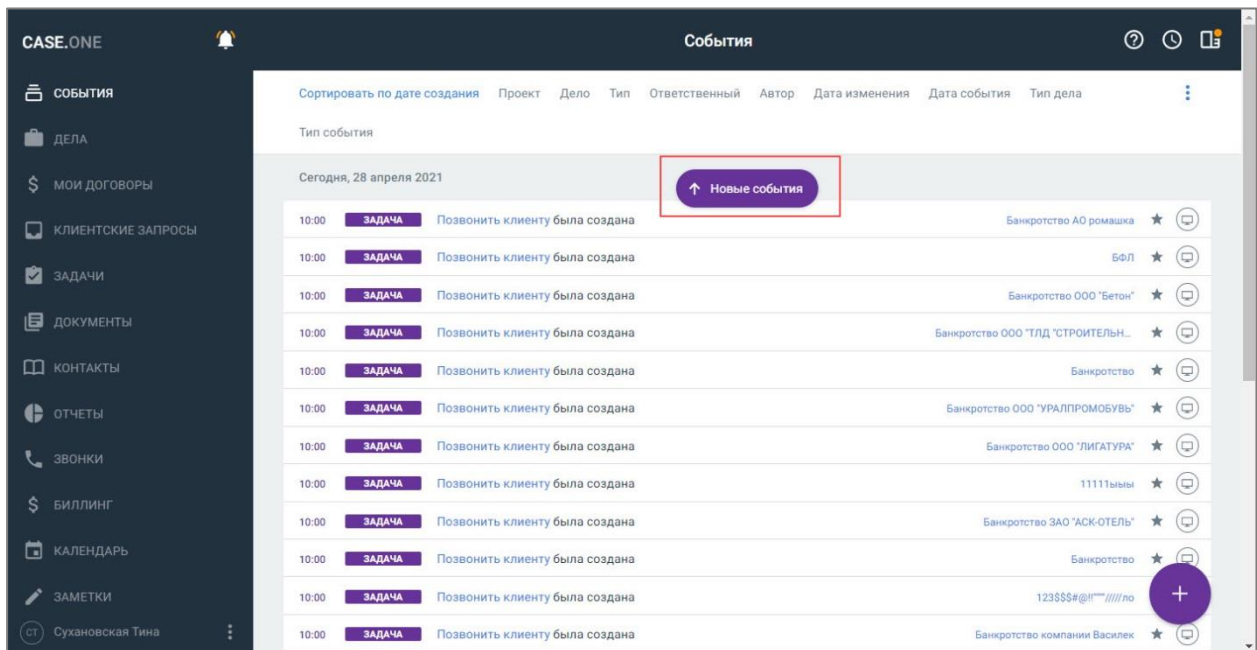 CASE.ONE
События
СОБЫТИЯ
ДЕЛА
МОИ ДОГОВОРЫ
КЛИЕНТСКИЕ ЗАПРОСЫ
ЗАДАЧИ
ДОКУМЕНТЫ
КОНТАКТЫ
ОТЧЕТЫ
ЗВОНКИ
БИЛЛИНГ
КАЛЕНДАРЬ
ЗАМЕТКИ
СТ Сухановская Тина
Сортировать по дате создания Проект Дело Тип Ответственный Автор Дата изменения Дата события Тип дела
Тип события
Сегодня, 28 апреля 2021
Новые события
10:00 ЗАДАЧА Позвонить клиенту была создана Банкротство АО ромашка
10:00 ЗАДАЧА Позвонить клиенту была создана БФЛ
10:00 ЗАДАЧА Позвонить клиенту была создана Банкротство ООО "Бетон"
10:00 ЗАДАЧА Позвонить клиенту была создана Банкротство ООО "ТЛД "СТРОИТЕЛЬН...
10:00 ЗАДАЧА Позвонить клиенту была создана Банкротство
10:00 ЗАДАЧА Позвонить клиенту была создана Банкротство ООО "УРАЛПРОМОБУВЬ"
10:00 ЗАДАЧА Позвонить клиенту была создана Банкротство ООО "ЛИГАТУРА"
10:00 ЗАДАЧА Позвонить клиенту была создана 11111ыыы
10:00 ЗАДАЧА Позвонить клиенту была создана Банкротство ЗАО "АСК-ОТЕЛЬ"
10:00 ЗАДАЧА Позвонить клиенту была создана Банкротство
10:00 ЗАДАЧА Позвонить клиенту была создана
10:00 ЗАДАЧА Позвонить клиенту была создана Банкротство компании Василек